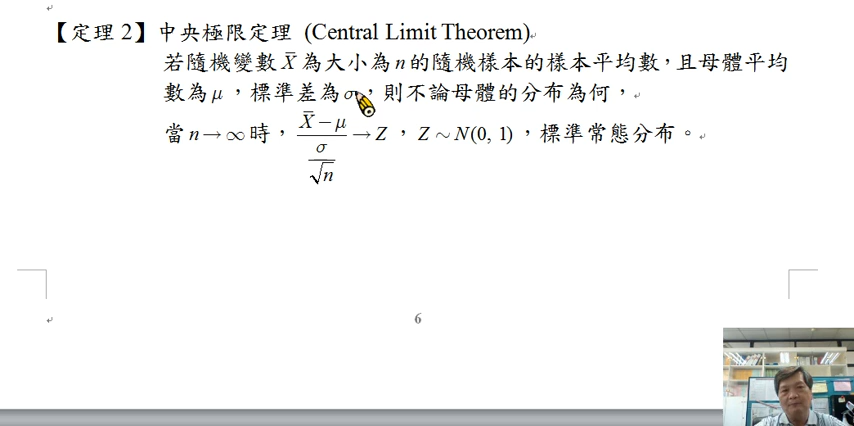 【定理 2】中央極限定理 (Central Limit Theorem)
若隨機變數 X̄ 為大小為 n 的隨機樣本的樣本平均數，且母體平均
數為 μ ，標準差為 σ，則不論母體的分布為何，
當 n → ∞ 時， (X̄ − μ) / (σ / √n) → Z ， Z ~ N(0, 1) ，標準常態分布。
6